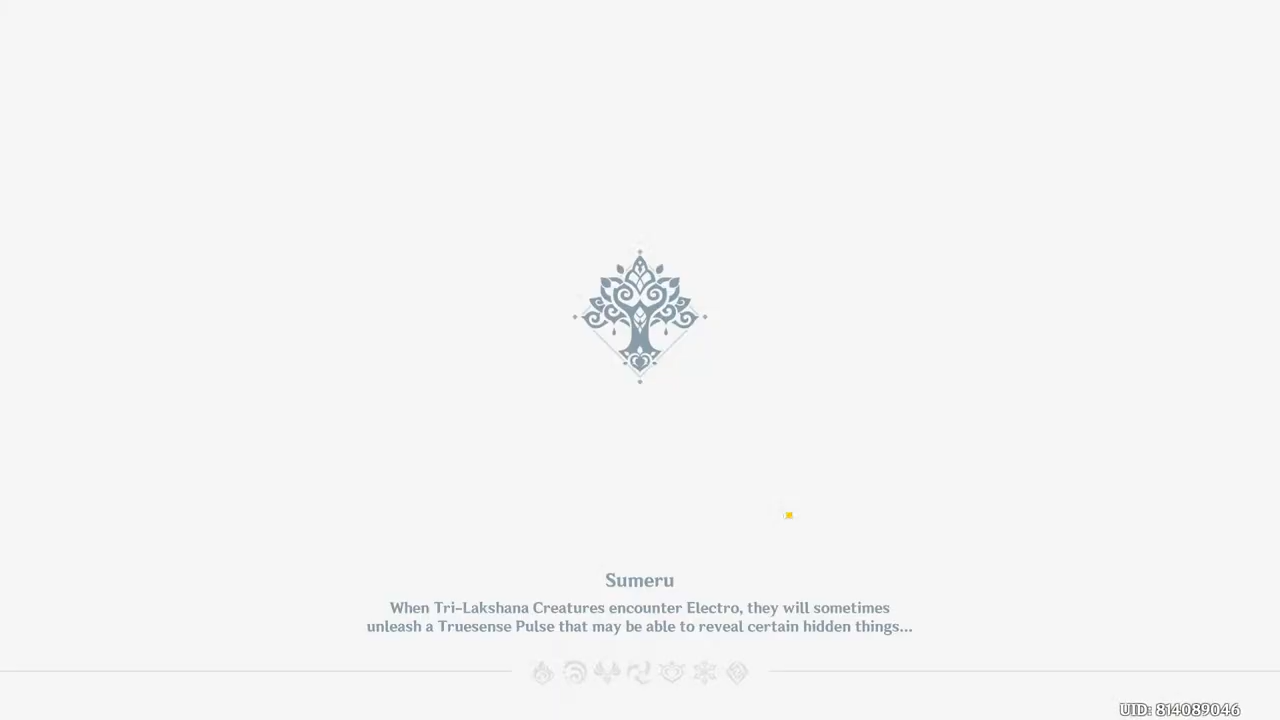 Sumeru
When Tri-Lakshana Creatures encounter Electro, they will sometimes
unleash a Truesense Pulse that may be able to reveal certain hidden things...
UID: 814089046